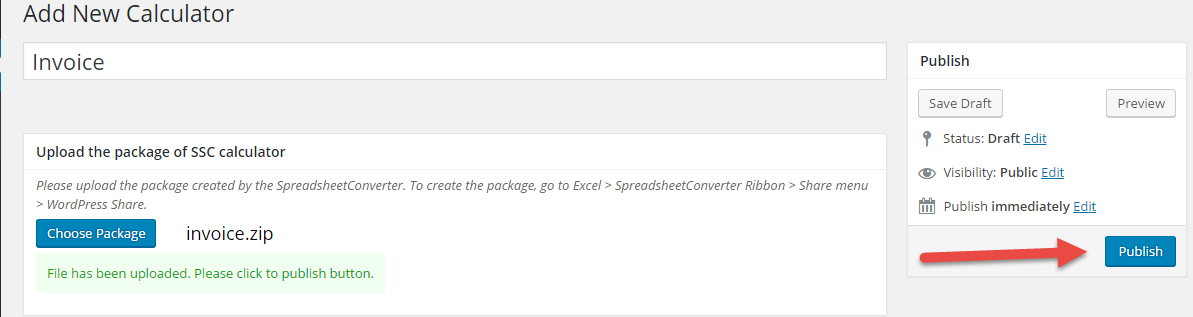 Add New Calculator
Invoice
Upload the package of SSC calculator
Please upload the package created by the SpreadsheetConverter. To create the package, go to Excel > SpreadsheetConverter Ribbon > Share menu
> WordPress Share.
Choose Package invoice.zip
File has been uploaded. Please click to publish button.
Publish
Save Draft Preview
Status: Draft Edit
Visibility: Public Edit
Publish immediately Edit
Publish